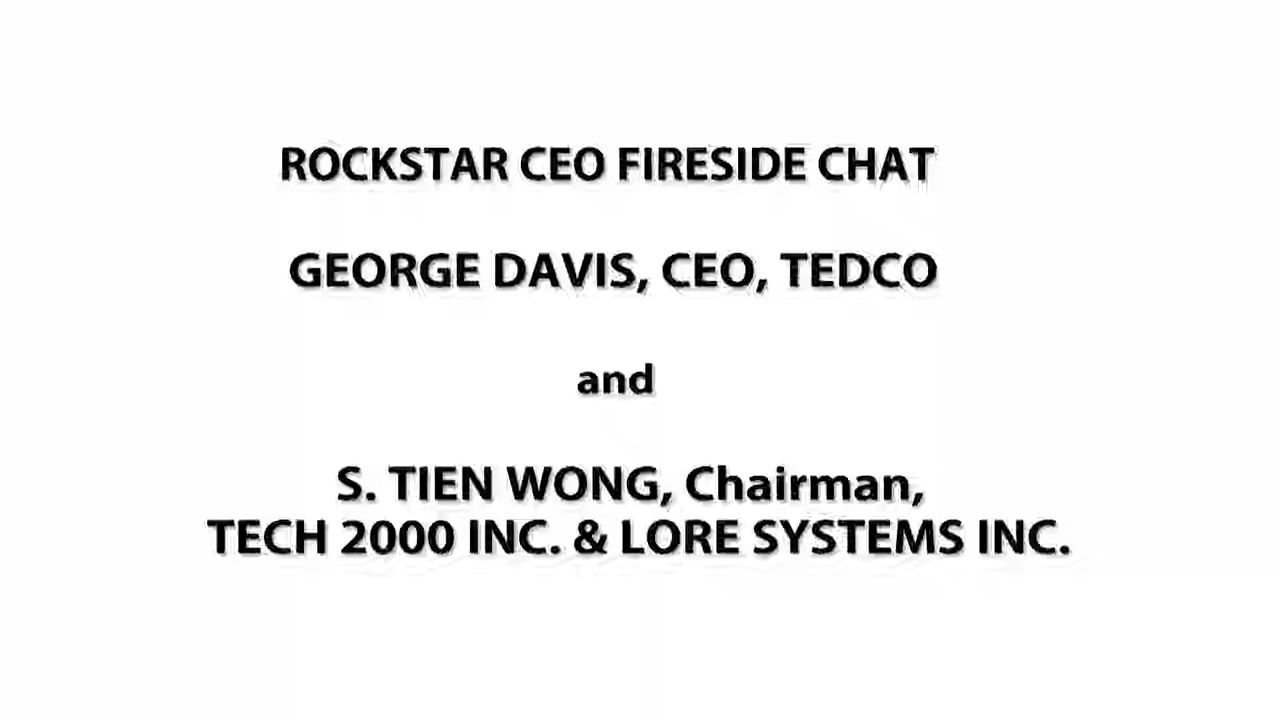 ROCKSTAR CEO FIRESIDE CHAT
GEORGE DAVIS, CEO, TEDCO
and
S. TIEN WONG, Chairman,
TECH 2000 INC. & LORE SYSTEMS INC.